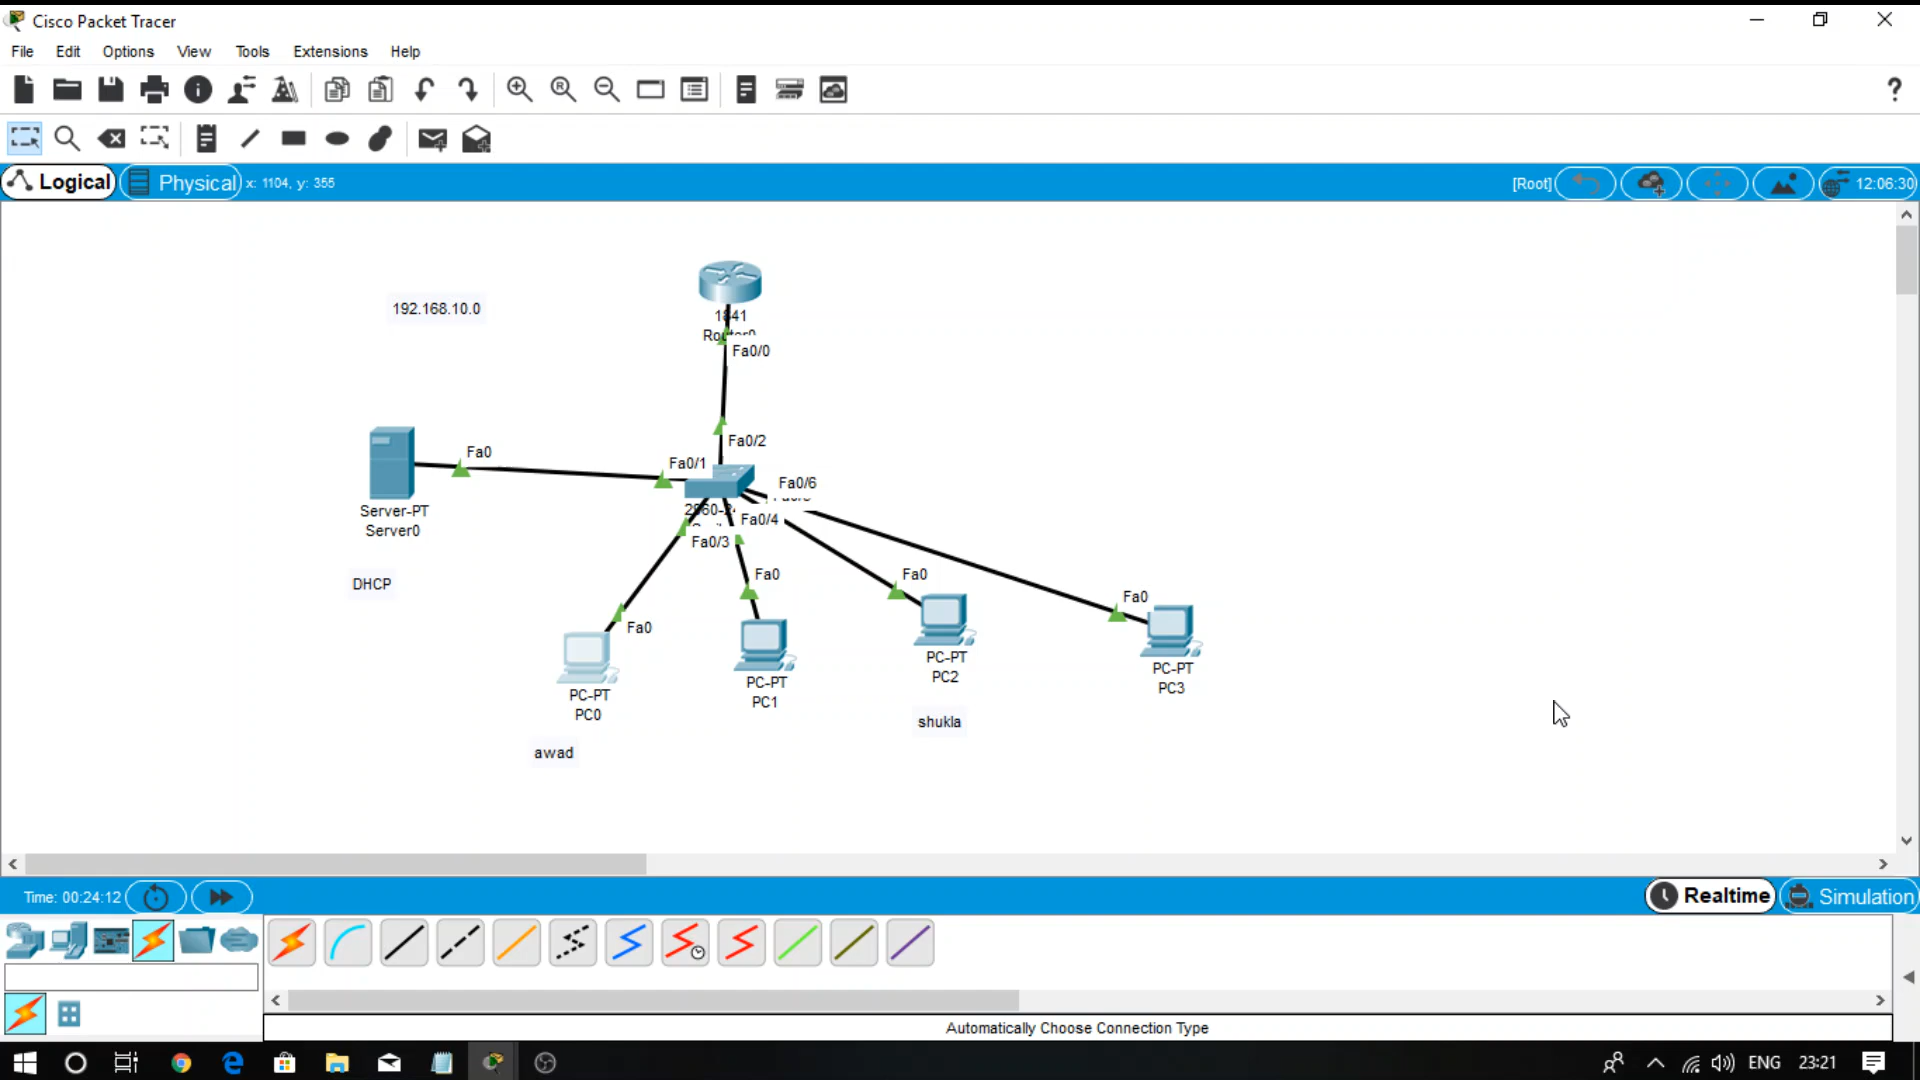 Cisco Packet Tracer
File Edit Options View Tools Extensions Help
?
Logical Physical x: 1104, y: 355 [Root] 12:06:30
192.168.10.0
1841
Router0
Fa0/0
Fa0/2
Fa0
Fa0/1
Fa0/6
Fa0/4
Fa0/3
Server-PT
Server0
DHCP
Fa0
Fa0
Fa0
Fa0
PC-PT
PC0
awad
PC-PT
PC1
PC-PT
PC2
shukla
PC-PT
PC3
Time: 00:24:12 Realtime Simulation
Automatically Choose Connection Type
ENG 23:21